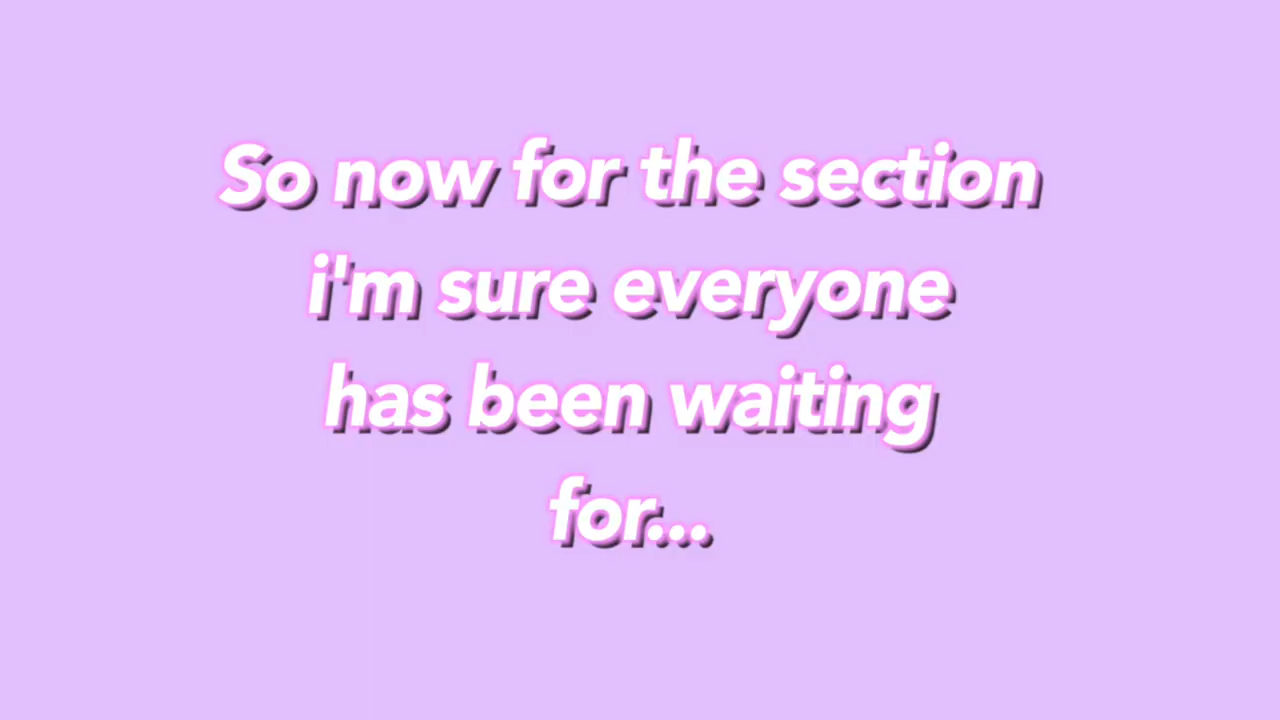 So now for the section
i'm sure everyone
has been waiting
for...